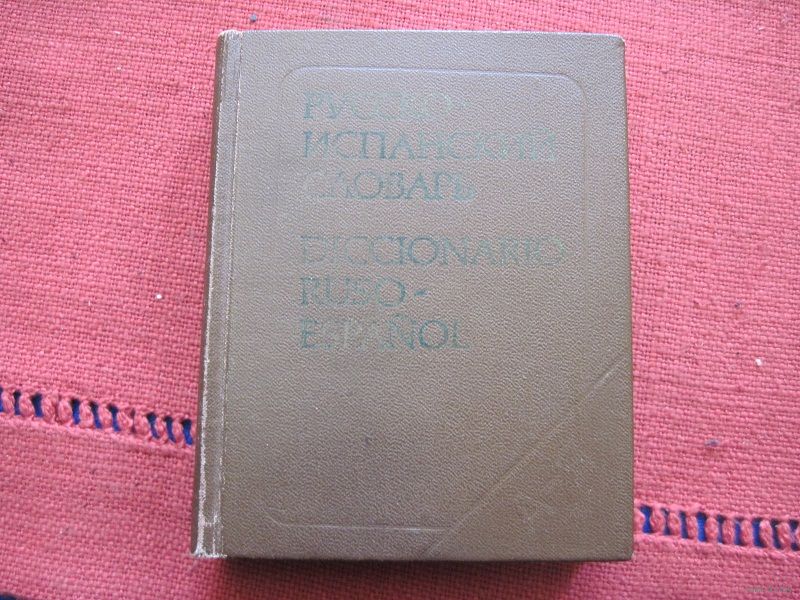 РУССКО-
ИСПАНСКИЙ
СЛОВАРЬ
DICCIONARIO
RUSO-
ESPAÑOL